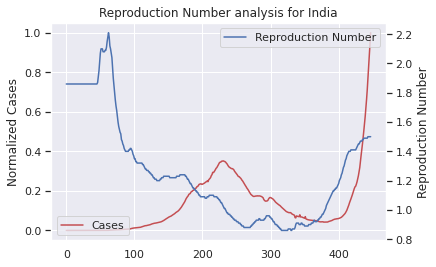 Reproduction Number analysis for India
Reproduction Number
Cases
Normalized Cases
Reproduction Number
1.0
0.8
0.6
0.4
0.2
0.0
2.2
2.0
1.8
1.6
1.4
1.2
1.0
0.8
0 100 200 300 400